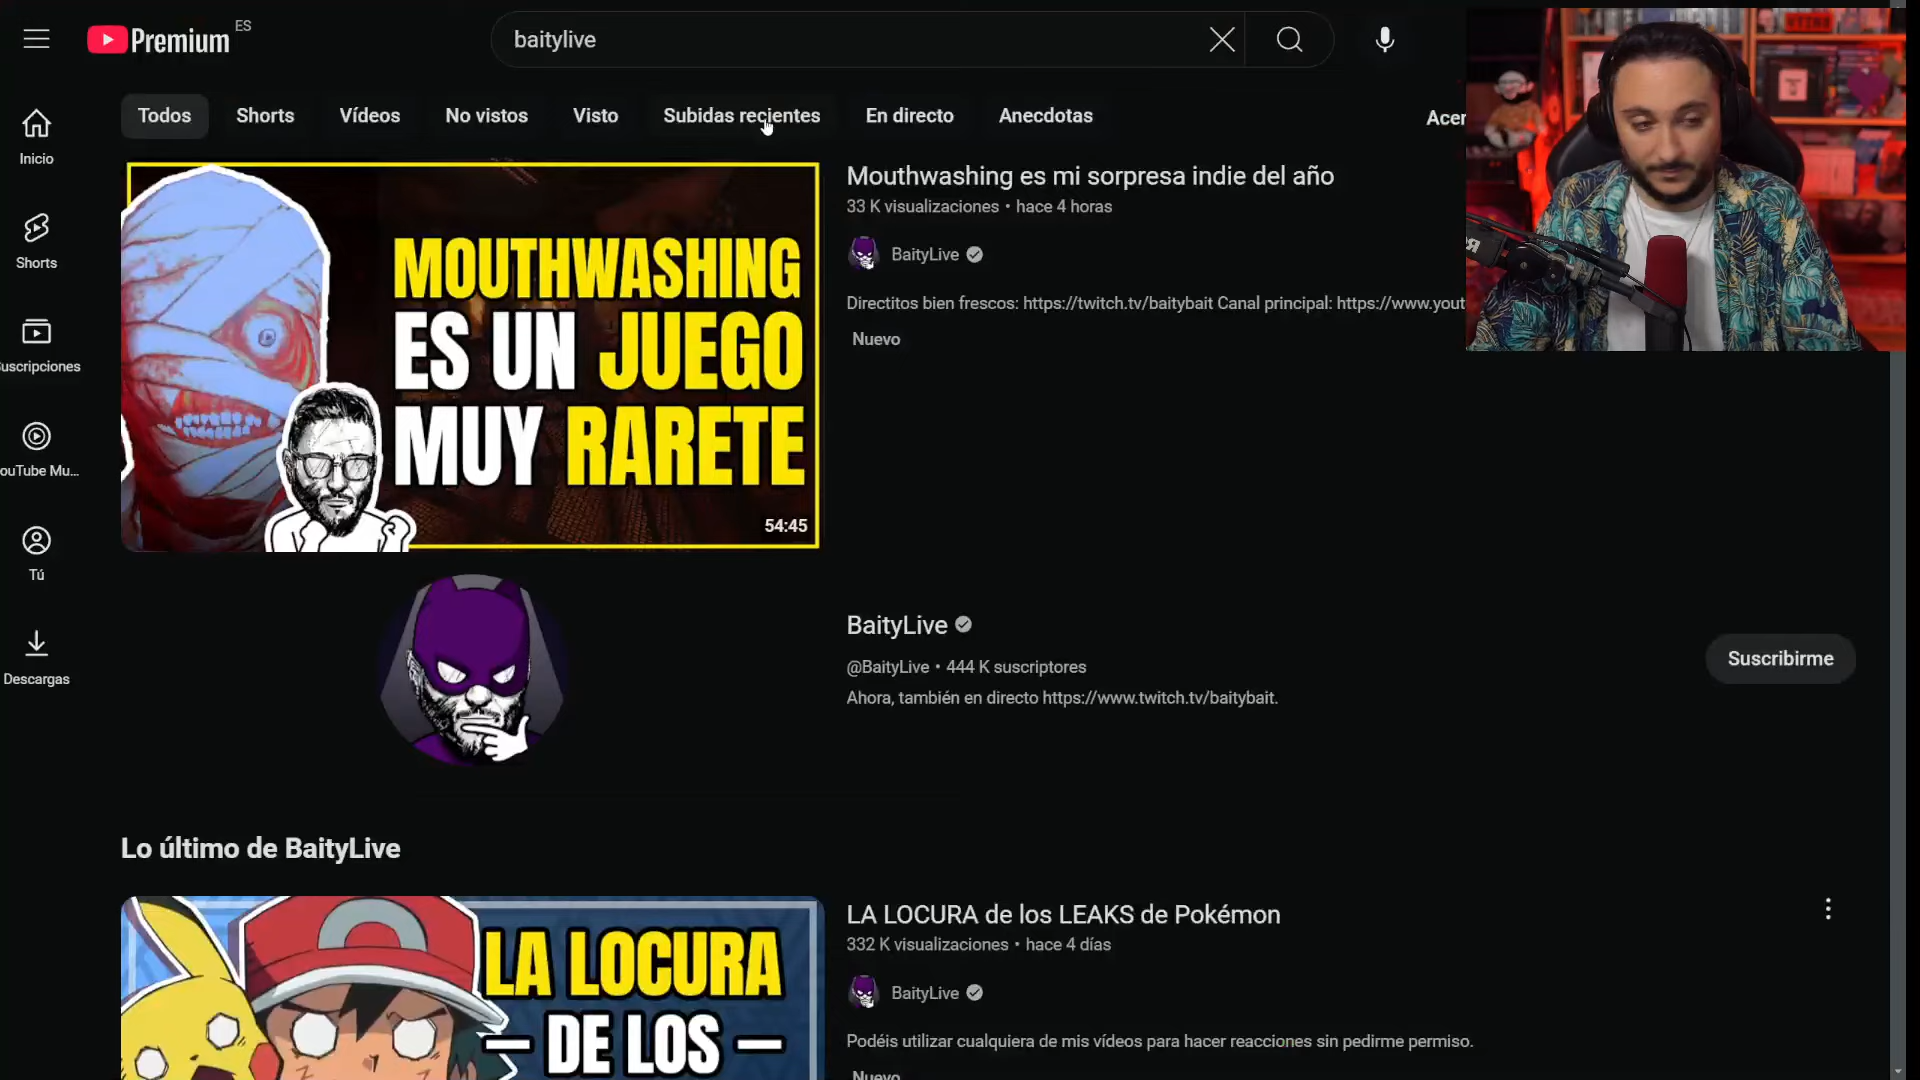 Premium ES
baitylive
Todos
Shorts
Vídeos
No vistos
Visto
Subidas recientes
En directo
Anecdotas
Acer
Inicio
Shorts
uscripciones
ouTube Mu...
Tú
Descargas
MOUTHWASHING
ES UN JUEGO
MUY RARETE
54:45
Mouthwashing es mi sorpresa indie del año
33 K visualizaciones • hace 4 horas
BaityLive
Directitos bien frescos: https://twitch.tv/baitybait Canal principal: https://www.yout
Nuevo
BaityLive
@BaityLive • 444 K suscriptores
Ahora, también en directo https://www.twitch.tv/baitybait.
Suscribirme
Lo último de BaityLive
LA LOCURA
— DE LOS —
LA LOCURA de los LEAKS de Pokémon
332 K visualizaciones • hace 4 días
BaityLive
Podéis utilizar cualquiera de mis vídeos para hacer reacciones sin pedirme permiso.
Nuevo